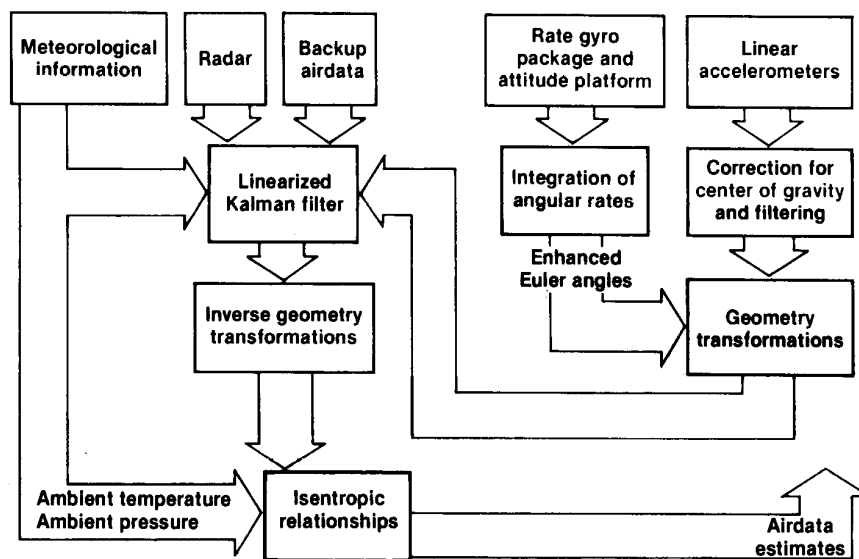 Meteorological
information
Radar
Backup
airdata
Rate gyro
package and
attitude platform
Linear
accelerometers
Linearized
Kalman filter
Integration of
angular rates
Correction for
center of gravity
and filtering
Enhanced
Euler angles
Inverse geometry
transformations
Geometry
transformations
Ambient temperature
Ambient pressure
Isentropic
relationships
Airdata
estimates